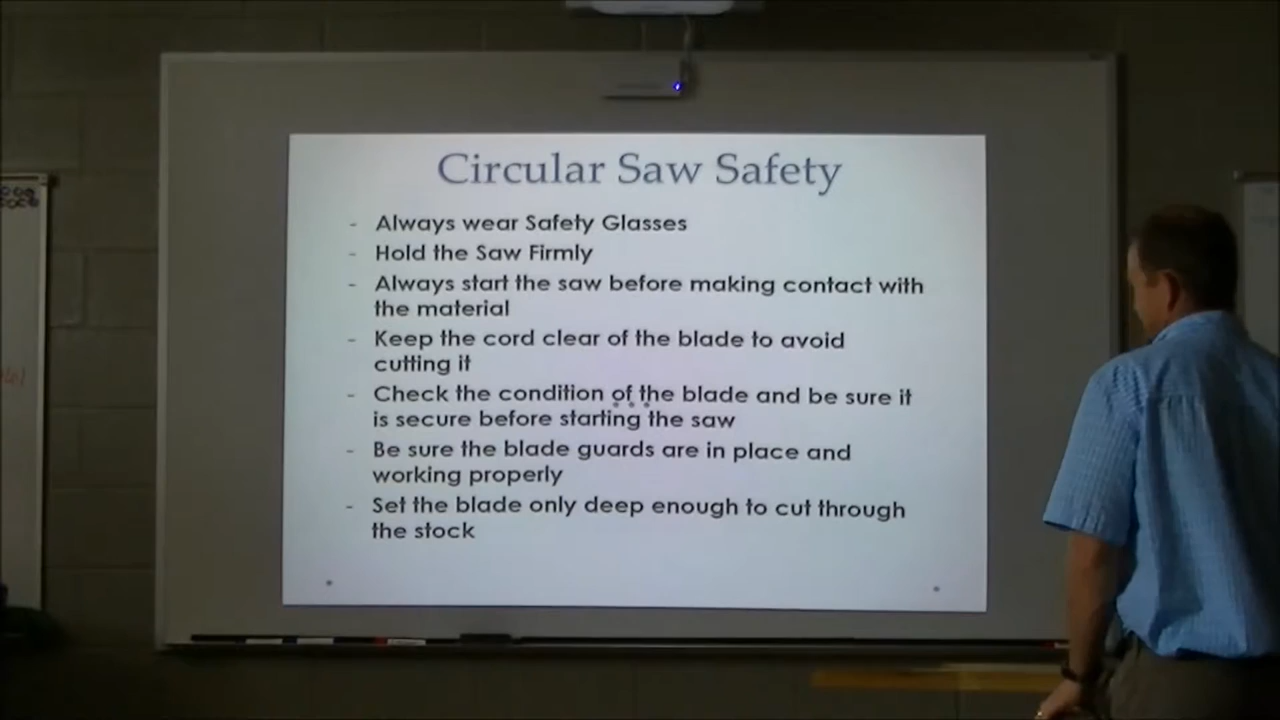 Circular Saw Safety
- Always wear Safety Glasses
- Hold the Saw Firmly
- Always start the saw before making contact with
the material
- Keep the cord clear of the blade to avoid
cutting it
- Check the condition of the blade and be sure it
is secure before starting the saw
- Be sure the blade guards are in place and
working properly
- Set the blade only deep enough to cut through
the stock